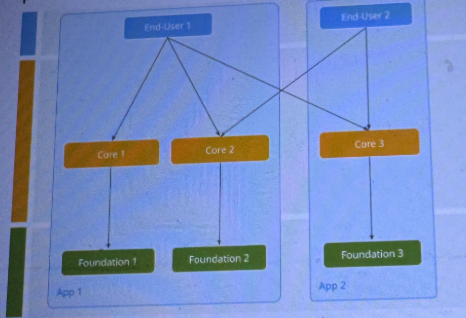 End-User 1
End-User 2
Core 1
Core 2
Core 3
Foundation 1
Foundation 2
Foundation 3
App 1
App 2